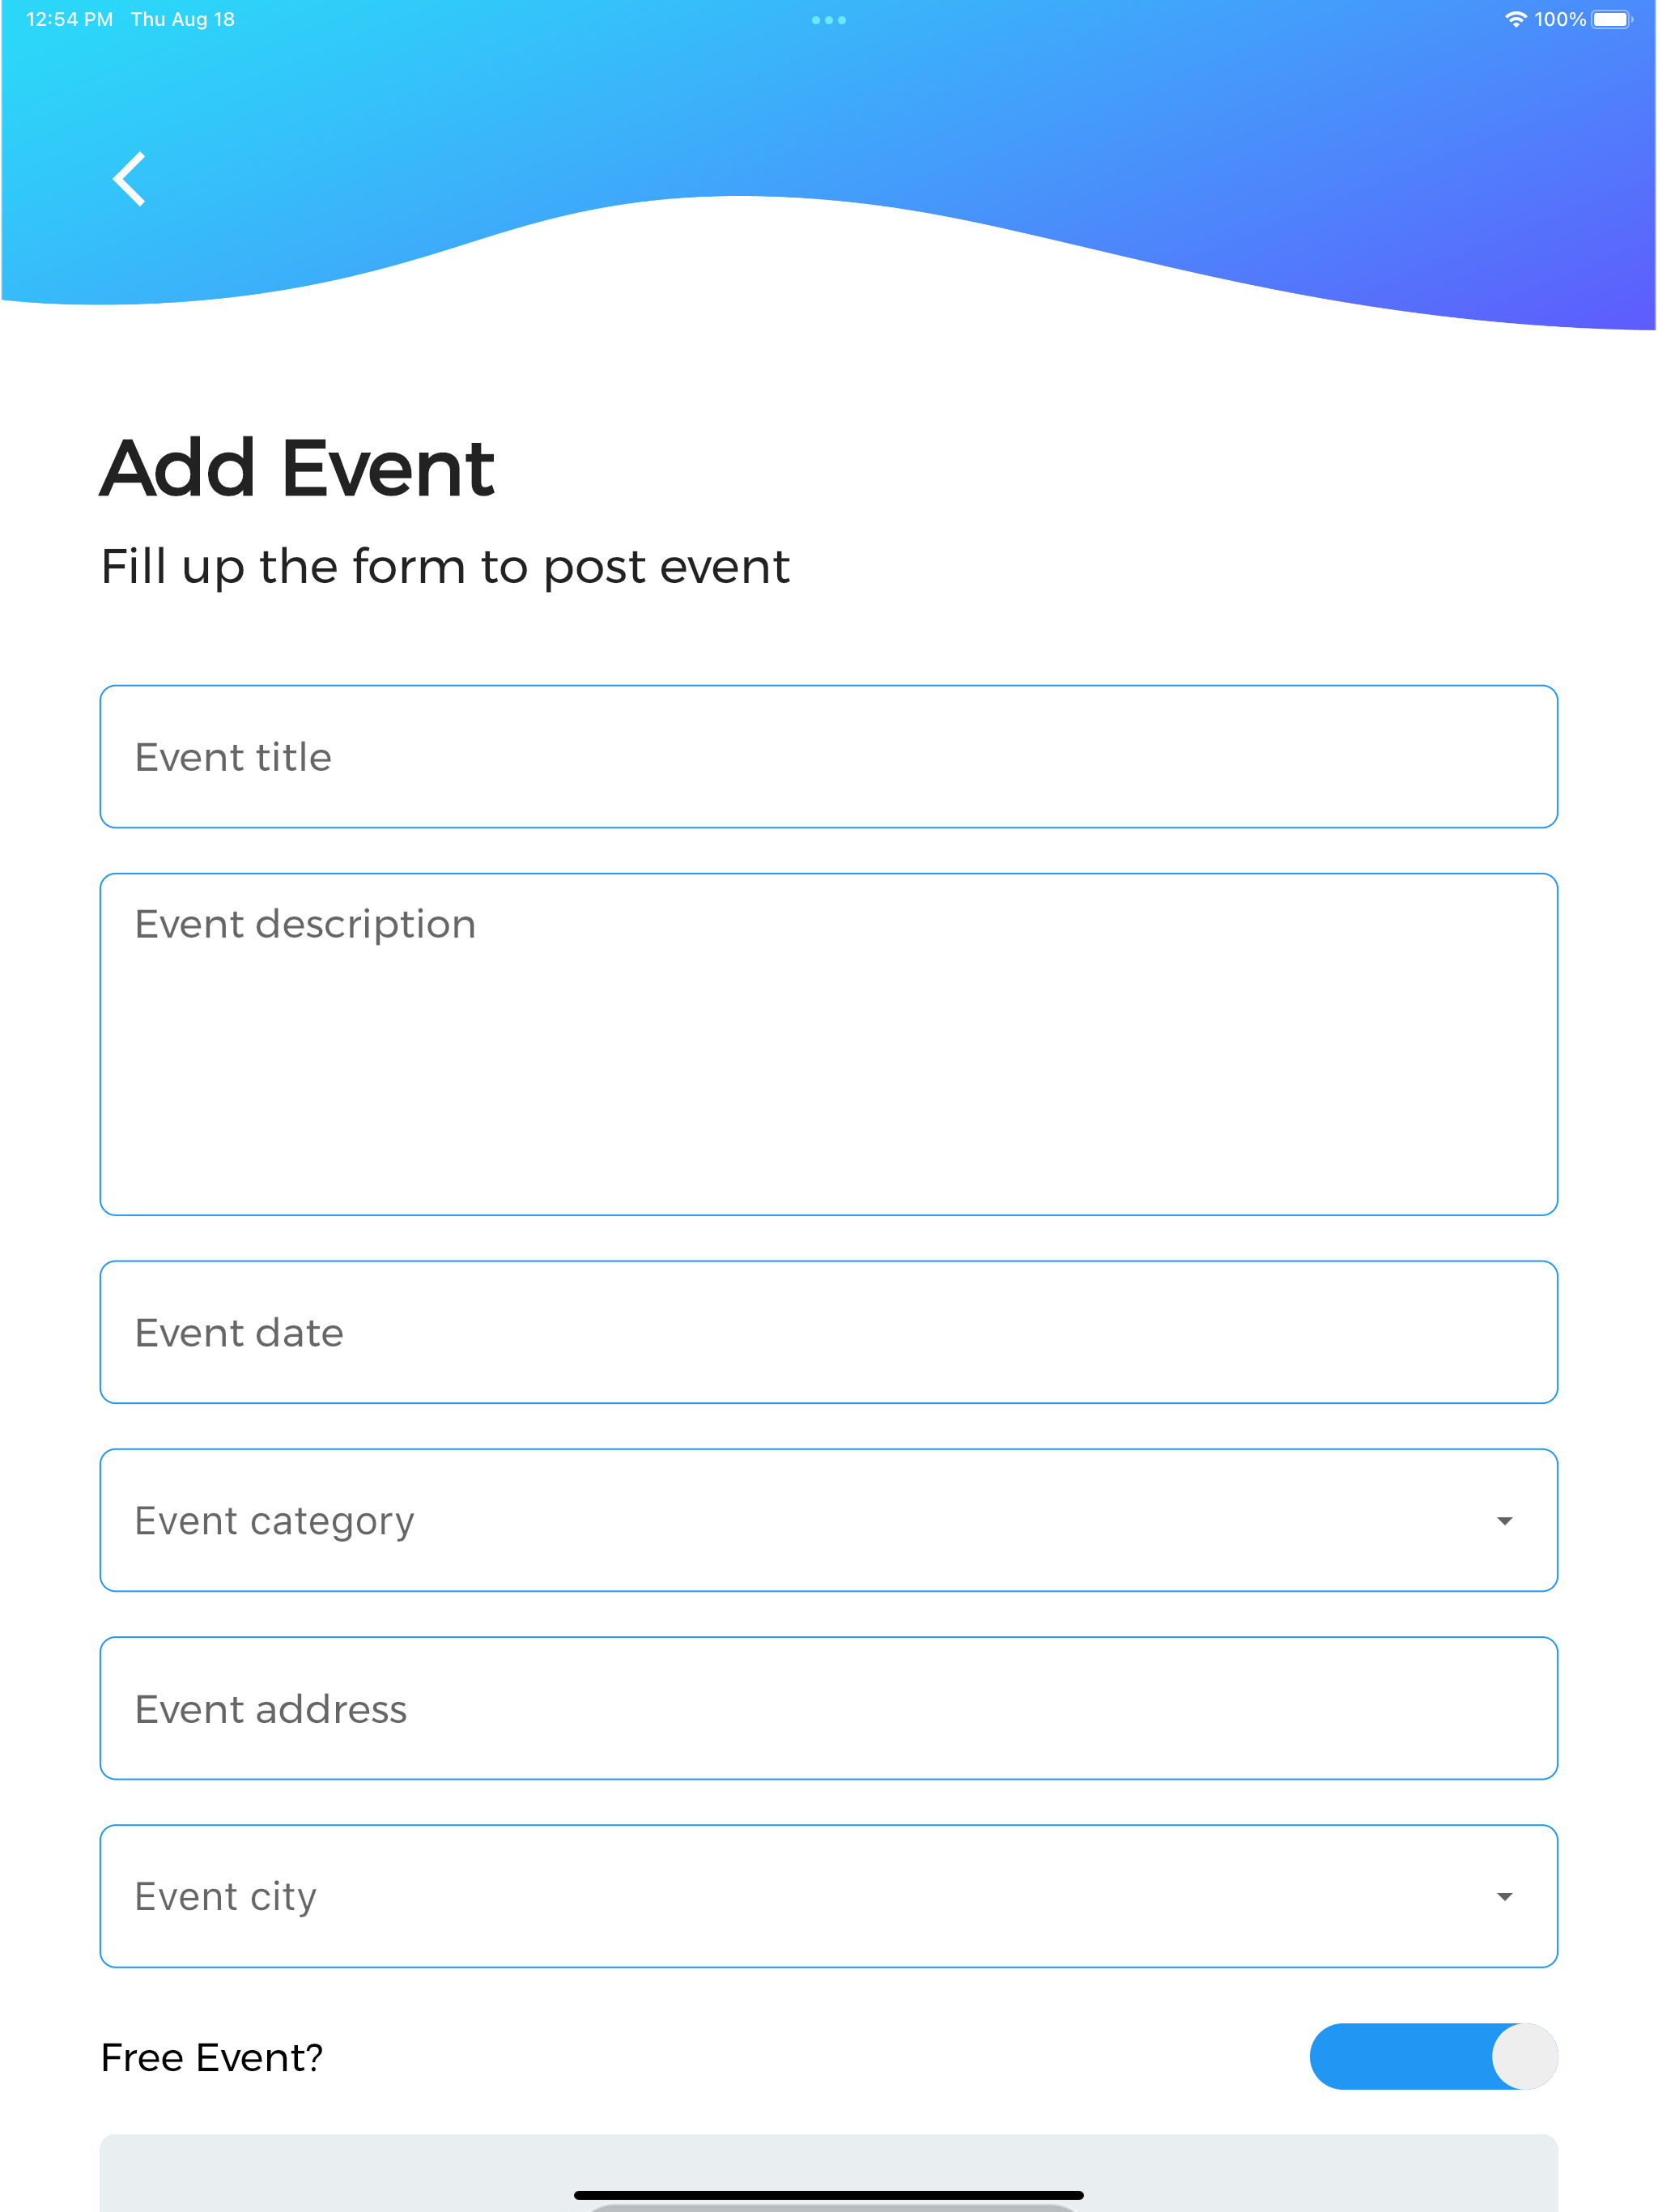 12:54 PM Thu Aug 18 100%
Add Event
Fill up the form to post event
Event title
Event description
Event date
Event category
Event address
Event city
Free Event?